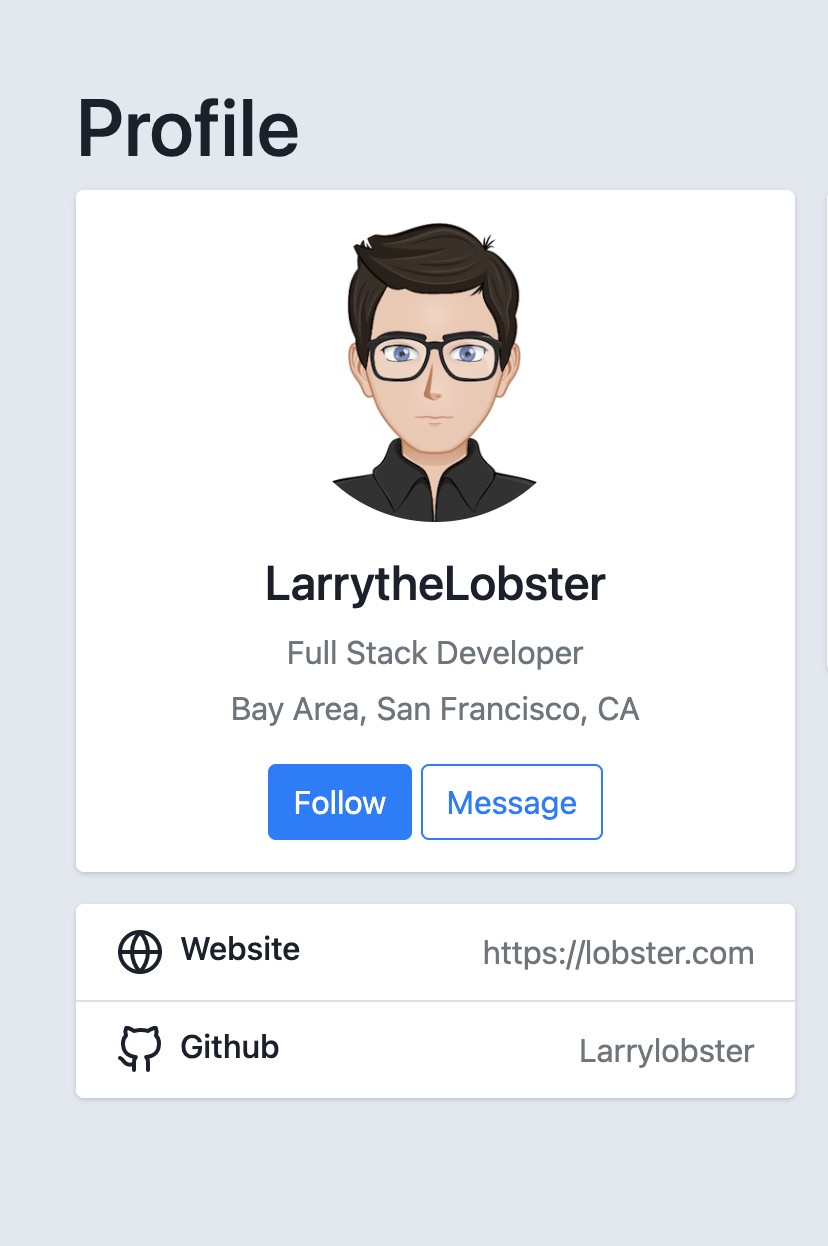 Profile
LarrytheLobster
Full Stack Developer
Bay Area, San Francisco, CA
Follow Message
Website https://lobster.com
Github Larrylobster